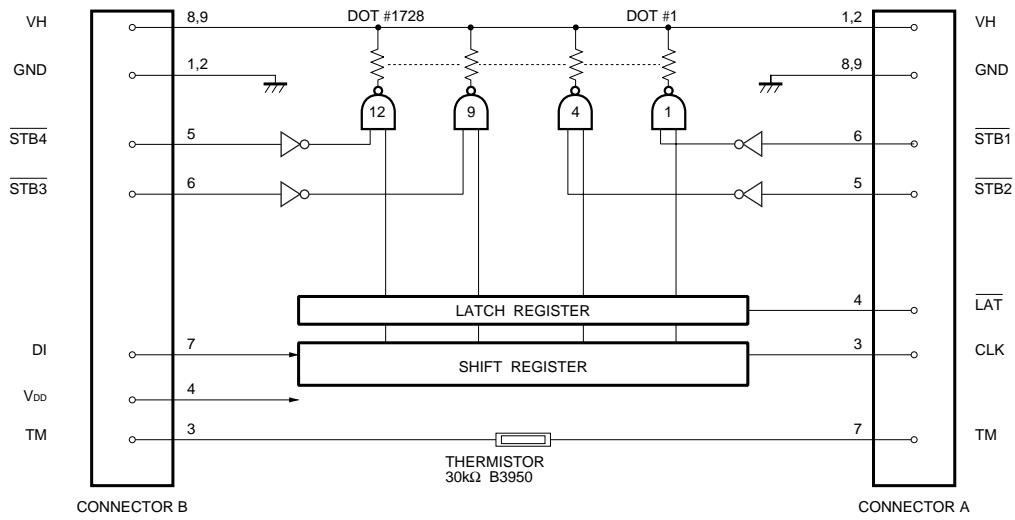 VH 8,9 DOT #1728 DOT #1 1,2 VH
GND 1,2 8,9 GND
12 9 4 1
STB4 5 6 STB1
STB3 6 5 STB2
LATCH REGISTER 4 LAT
DI 7 SHIFT REGISTER 3 CLK
VDD 4
TM 3 7 TM
THERMISTOR
30kΩ B3950
CONNECTOR B CONNECTOR A